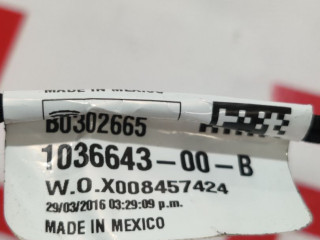 MADE IN MEXICO
B0302665
1036643-00-B
W.O.X008457424
29/03/2016 03:29:09 p.m.
MADE IN MEXICO